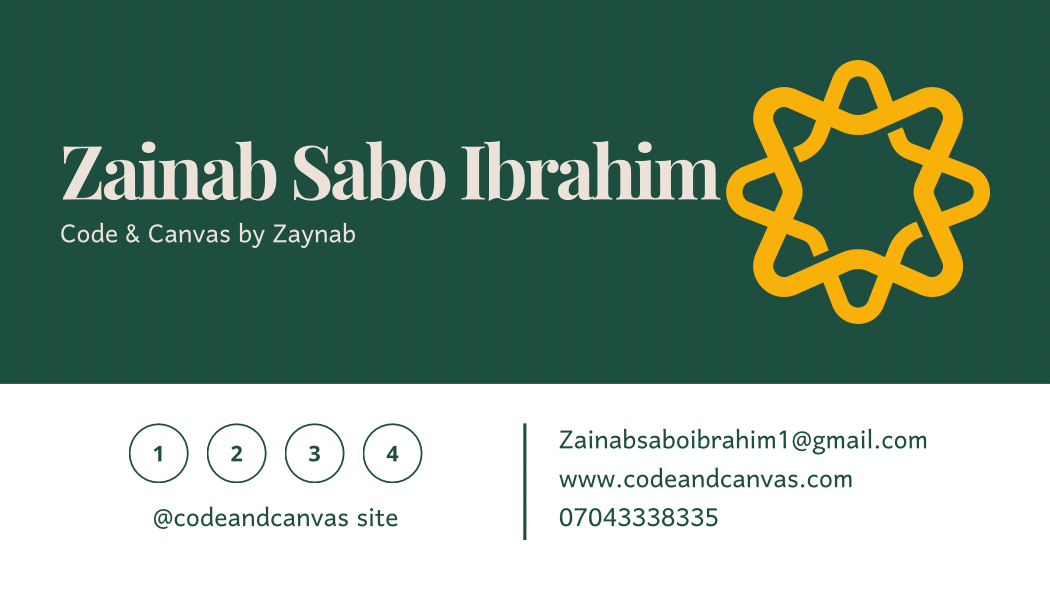 Zainab Sabo Ibrahim
Code & Canvas by Zaynab
1 2 3 4
@codeandcanvas site
Zainabsaboibrahim1@gmail.com
www.codeandcanvas.com
07043338335